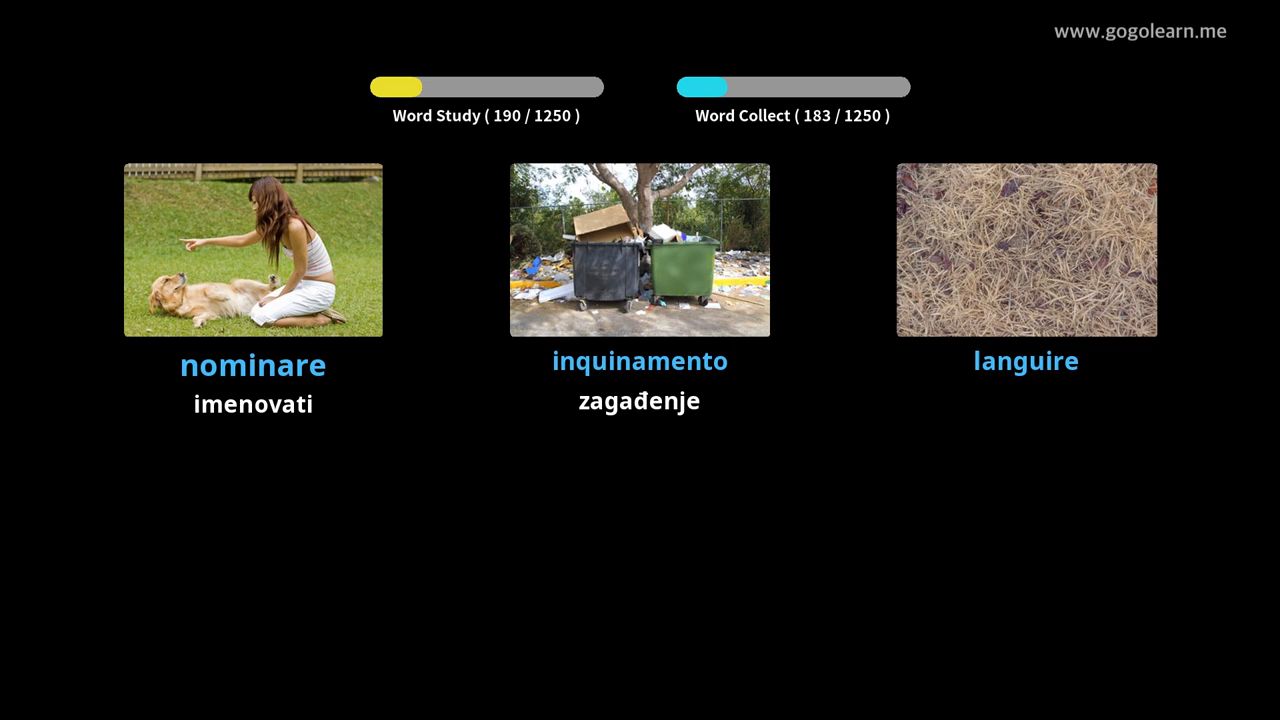 www.gogolearn.me
Word Study ( 190 / 1250 )
Word Collect ( 183 / 1250 )
nominare
imenovati
inquinamento
zagađenje
languire